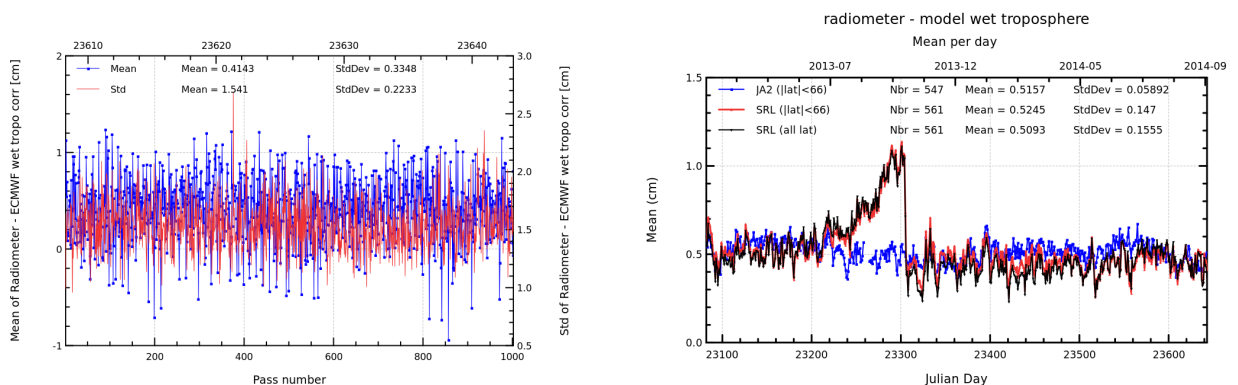 23610 23620 23630 23640
Mean Mean = 0.4143 StdDev = 0.3348
Std Mean = 1.541 StdDev = 0.2233
Mean of Radiometer - ECMWF wet tropo corr [cm]
1
0
-1
3.0
2.5
2.0
1.5
1.0
0.5
Std of Radiometer - ECMWF wet tropo corr [cm]
200 400 600 800 1000
Pass number
radiometer - model wet troposphere
Mean per day
2013-07 2013-12 2014-05 2014-09
JA2 (|lat|<66) Nbr = 547 Mean = 0.5157 StdDev = 0.05892
SRL (|lat|<66) Nbr = 561 Mean = 0.5245 StdDev = 0.147
SRL (all lat) Nbr = 561 Mean = 0.5093 StdDev = 0.1555
Mean (cm)
1.5
1.0
0.5
0.0
23100 23200 23300 23400 23500 23600
Julian Day